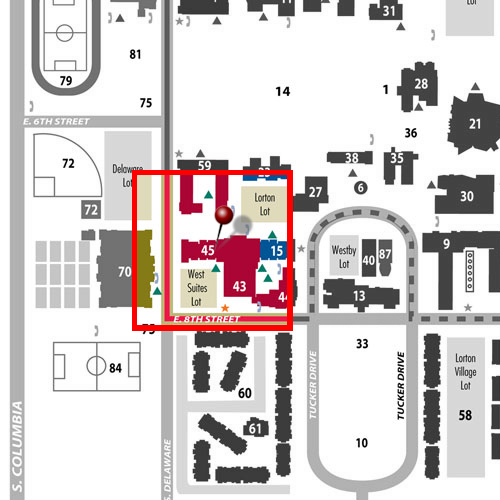 Lot
31
81
79
75
14
1
28
21
36
E. 6TH STREET
72
Delaware
Lot
72
59
38
35
6
27
30
Lorton
Lot
45
15
70
9
Westby
Lot
40
87
West
Suites
Lot
43
13
E. 8TH STREET
84
33
60
61
10
TUCKER DRIVE
TUCKER DRIVE
Lorton
Village
Lot
58
S. COLUMBIA
S. DELAWARE